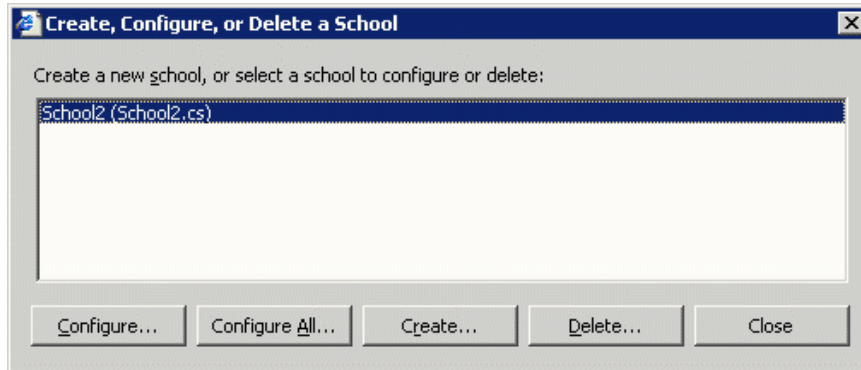 Create, Configure, or Delete a School
Create a new school, or select a school to configure or delete:
School2 (School2.cs)
Configure... Configure All... Create... Delete... Close